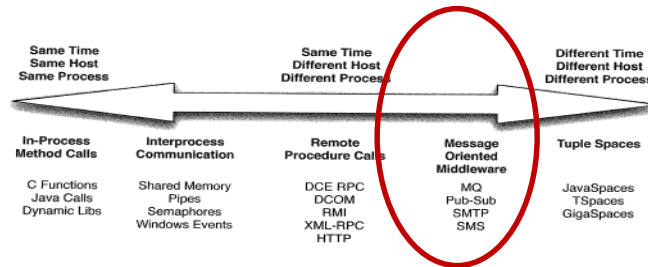 Same Time
Same Host
Same Process
Same Time
Different Host
Different Process
Different Time
Different Host
Different Process
In-Process
Method Calls
C Functions
Java Calls
Dynamic Libs
Interprocess
Communication
Shared Memory
Pipes
Semaphores
Windows Events
Remote
Procedure Calls
DCE RPC
DCOM
RMI
XML-RPC
HTTP
Message
Oriented
Middleware
MQ
Pub-Sub
SMTP
SMS
Tuple Spaces
JavaSpaces
TSpaces
GigaSpaces